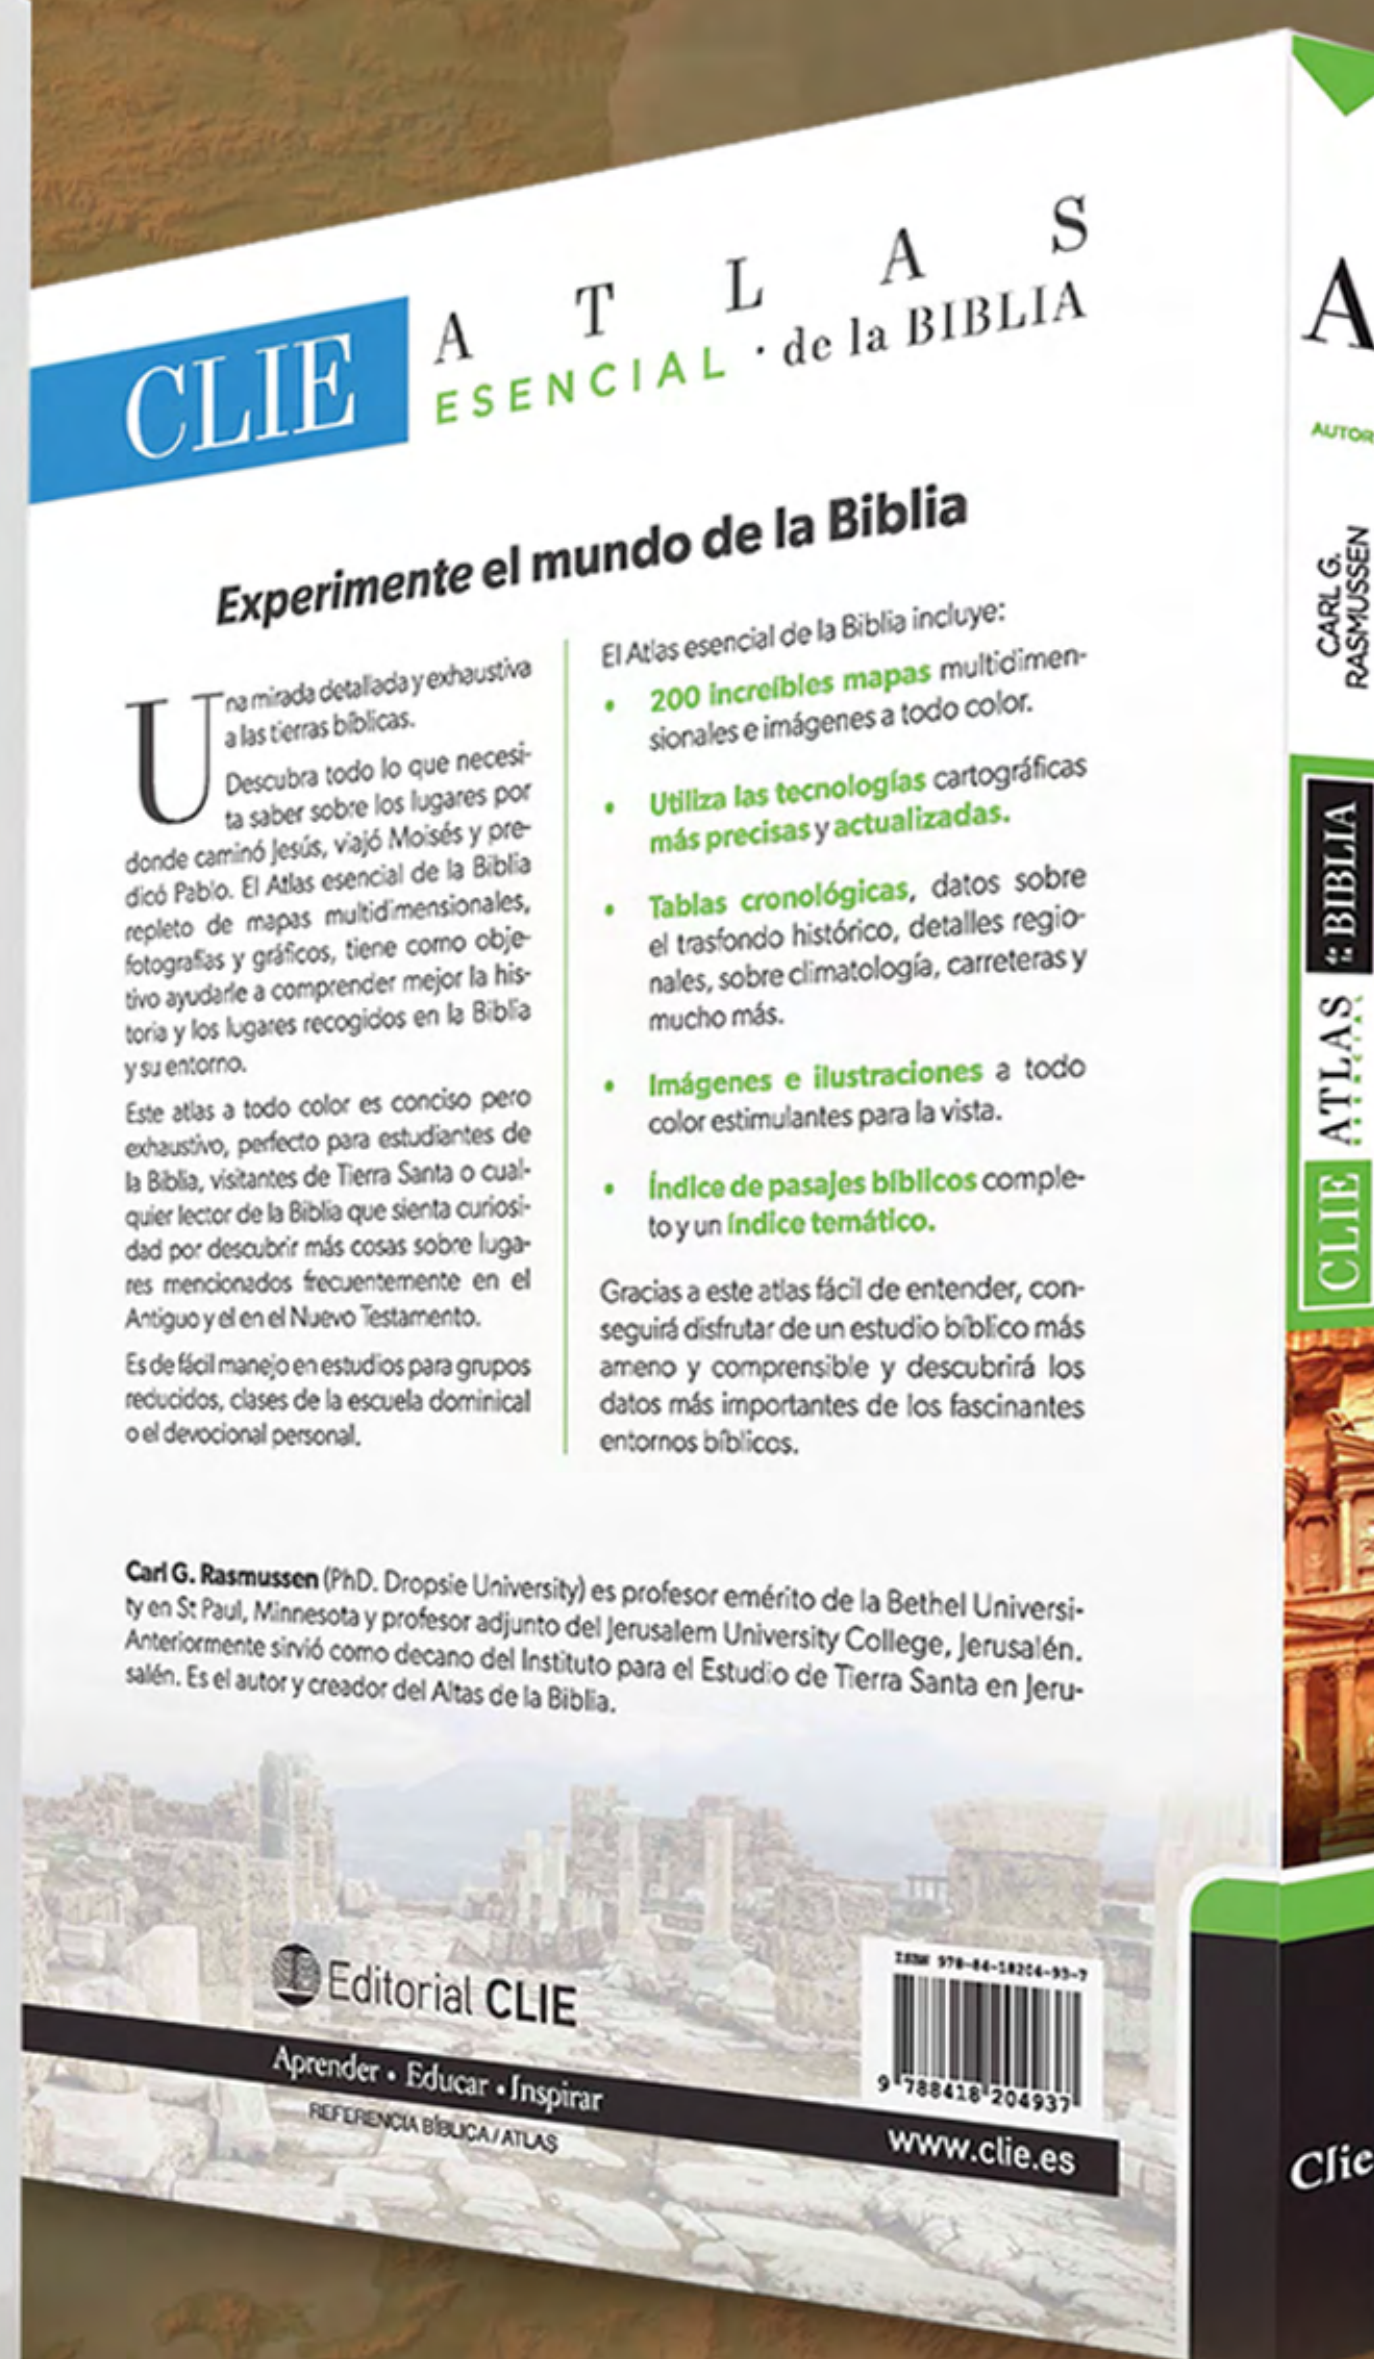 CLIE
ATLAS
ESENCIAL · de la BIBLIA
Experimente el mundo de la Biblia
Una mirada detallada y exhaustiva
a las tierras bíblicas.
Descubra todo lo que necesi-
ta saber sobre los lugares por
donde caminó Jesús, viajó Moisés y pre-
dicó Pablo. El Atlas esencial de la Biblia
repleto de mapas multidimensionales,
fotografías y gráficos, tiene como obje-
tivo ayudarle a comprender mejor la his-
toria y los lugares recogidos en la Biblia
y su entorno.
Este atlas a todo color es conciso pero
exhaustivo, perfecto para estudiantes de
la Biblia, visitantes de Tierra Santa o cual-
quier lector de la Biblia que sienta curiosi-
dad por descubrir más cosas sobre luga-
res mencionados frecuentemente en el
Antiguo y el en el Nuevo Testamento.
Es de fácil manejo en estudios para grupos
reducidos, clases de la escuela dominical
o el devocional personal.
El Atlas esencial de la Biblia incluye:
• 200 increíbles mapas multidimen-
sionales e imágenes a todo color.
• Utiliza las tecnologías cartográficas
más precisas y actualizadas.
• Tablas cronológicas, datos sobre
el trasfondo histórico, detalles regio-
nales, sobre climatología, carreteras y
mucho más.
• Imágenes e ilustraciones a todo
color estimulantes para la vista.
• Índice de pasajes bíblicos comple-
to y un índice temático.
Gracias a este atlas fácil de entender, con-
seguirá disfrutar de un estudio bíblico más
ameno y comprensible y descubrirá los
datos más importantes de los fascinantes
entornos bíblicos.
Carl G. Rasmussen (PhD. Dropsie University) es profesor emérito de la Bethel Universi-
ty en St Paul, Minnesota y profesor adjunto del Jerusalem University College, Jerusalén.
Anteriormente sirvió como decano del Instituto para el Estudio de Tierra Santa en Jeru-
salén. Es el autor y creador del Altas de la Biblia.
Editorial CLIE
Aprender • Educar • Inspirar
REFERENCIA BÍBLICA / ATLAS
ISBN 978-84-18204-93-7
9 788418 204937
www.clie.es
A
AUTOR
CARL G.
RASMUSSEN
CLIE ATLAS de la BIBLIA
Clie